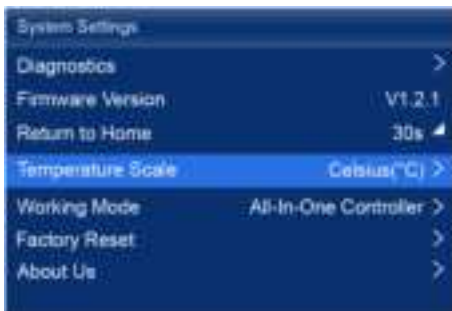 System Settings
Diagnostics >
Firmware Version V1.2.1
Return to Home 30s
Temperature Scale Celsius(°C) >
Working Mode All-In-One Controller >
Factory Reset >
About Us >